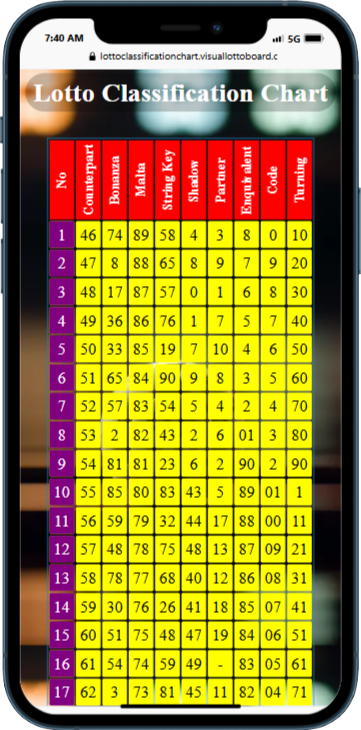 7:40 AM 5G
lottoclassificationchart.visuallottoboard.c
Lotto Classification Chart
No Counterpart Bonanza Malta String Key Shadow Partner Enquib alent Code Turning
1 46 74 89 58 4 3 8 0 10
2 47 8 88 65 8 9 7 9 20
3 48 17 87 57 0 1 6 8 30
4 49 36 86 76 1 7 5 7 40
5 50 33 85 19 7 10 4 6 50
6 51 65 84 90 9 8 3 5 60
7 52 57 83 54 5 4 2 4 70
8 53 2 82 43 2 6 01 3 80
9 54 81 81 23 6 2 90 2 90
10 55 85 80 83 43 5 89 01 1
11 56 59 79 32 44 17 88 00 11
12 57 48 78 75 48 13 87 09 21
13 58 78 77 68 40 12 86 08 31
14 59 30 76 26 41 18 85 07 41
15 60 51 75 48 47 19 84 06 51
16 61 54 74 59 49 - 83 05 61
17 62 3 73 81 45 11 82 04 71